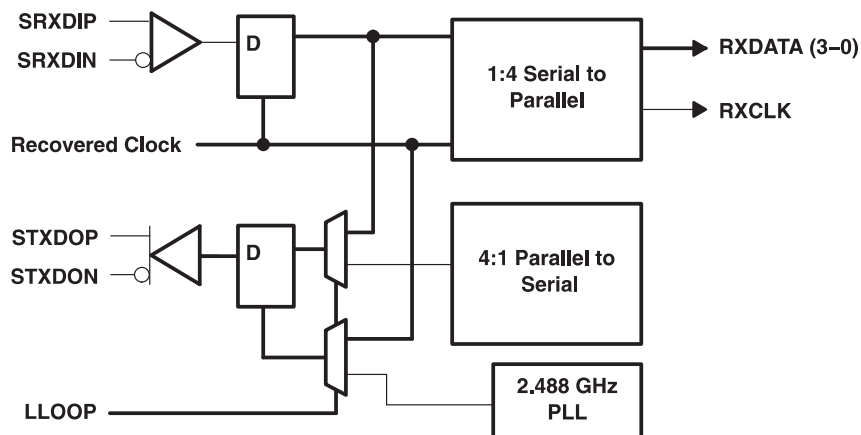 SRXDIP
SRXDIN
D
1:4 Serial to
Parallel
RXDATA (3–0)
RXCLK
Recovered Clock
STXDOP
STXDON
D
4:1 Parallel to
Serial
2.488 GHz
PLL
LLOOP